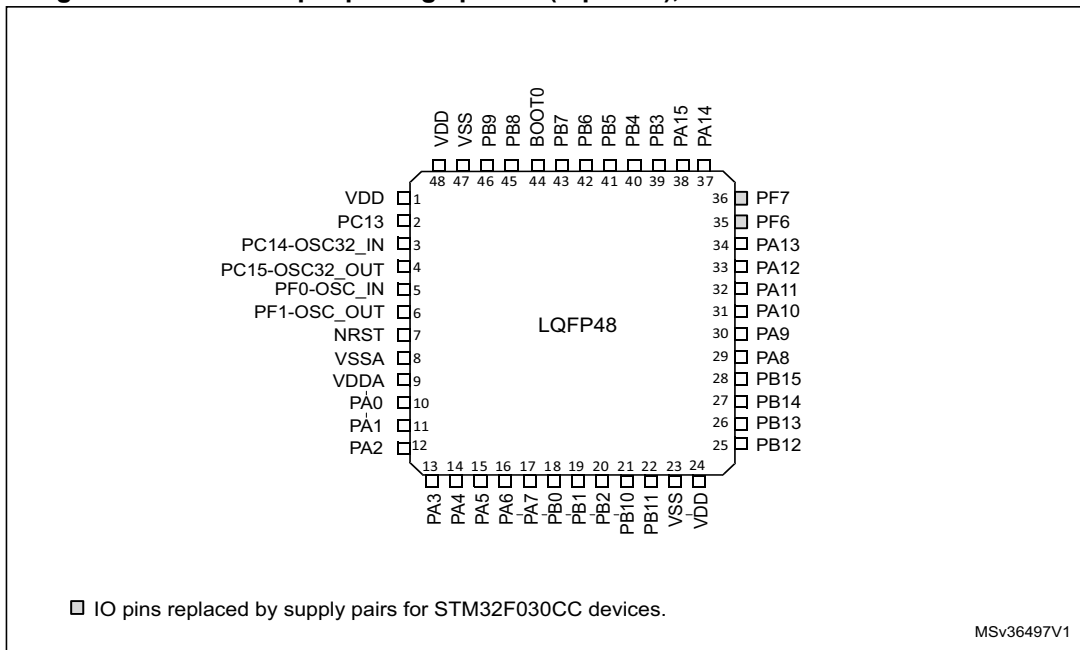 VDD
VSS
PB9
PB8
BOOT0
PB7
PB6
PB5
PB4
PB3
PA15
PA14
48 47 46 45 44 43 42 41 40 39 38 37
VDD 1
PC13 2
PC14-OSC32_IN 3
PC15-OSC32_OUT 4
PF0-OSC_IN 5
PF1-OSC_OUT 6
NRST 7
VSSA 8
VDDA 9
PA0 10
PA1 11
PA2 12
LQFP48
36 PF7
35 PF6
34 PA13
33 PA12
32 PA11
31 PA10
30 PA9
29 PA8
28 PB15
27 PB14
26 PB13
25 PB12
13 14 15 16 17 18 19 20 21 22 23 24
PA3
PA4
PA5
PA6
PA7
PB0
PB1
PB2
PB10
PB11
VSS
VDD
IO pins replaced by supply pairs for STM32F030CC devices.
MSv36497V1